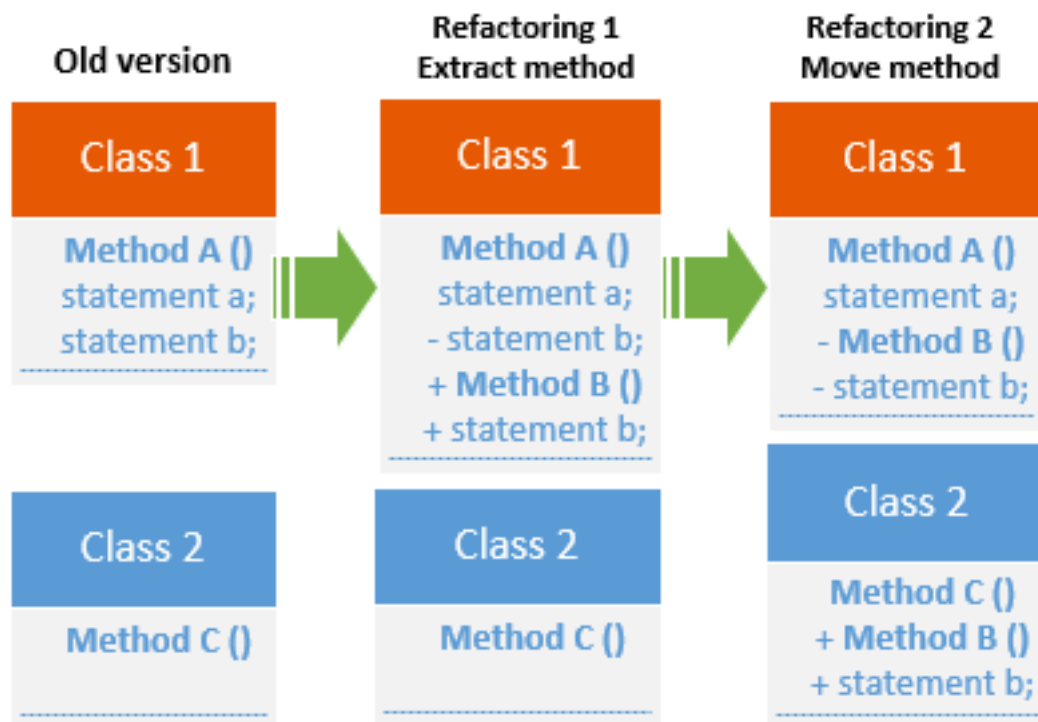 Old version
Class 1
Method A ()
statement a;
statement b;
Class 2
Method C ()
Refactoring 1
Extract method
Class 1
Method A ()
statement a;
- statement b;
+ Method B ()
+ statement b;
Class 2
Method C ()
Refactoring 2
Move method
Class 1
Method A ()
statement a;
- Method B ()
- statement b;
Class 2
Method C ()
+ Method B ()
+ statement b;